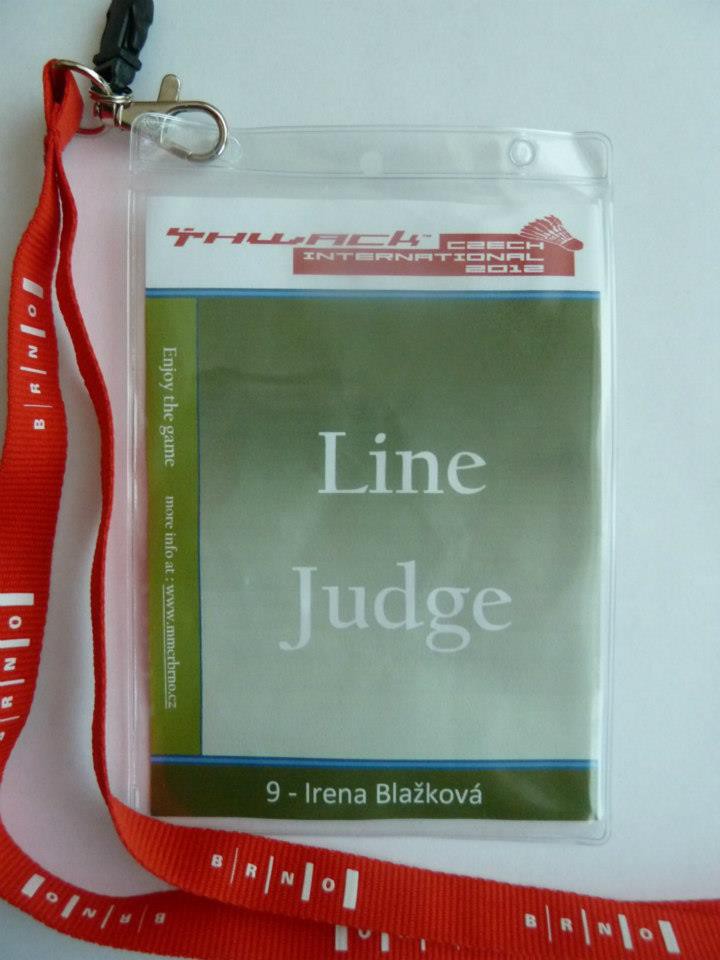 THWACK™ CZECH
INTERNATIONAL
2012
Enjoy the game more info at : www.mmcrbrno.cz
Line
Judge
9 - Irena Blažková
BRNO
BRNO
BRNO
BRNO
BRNO